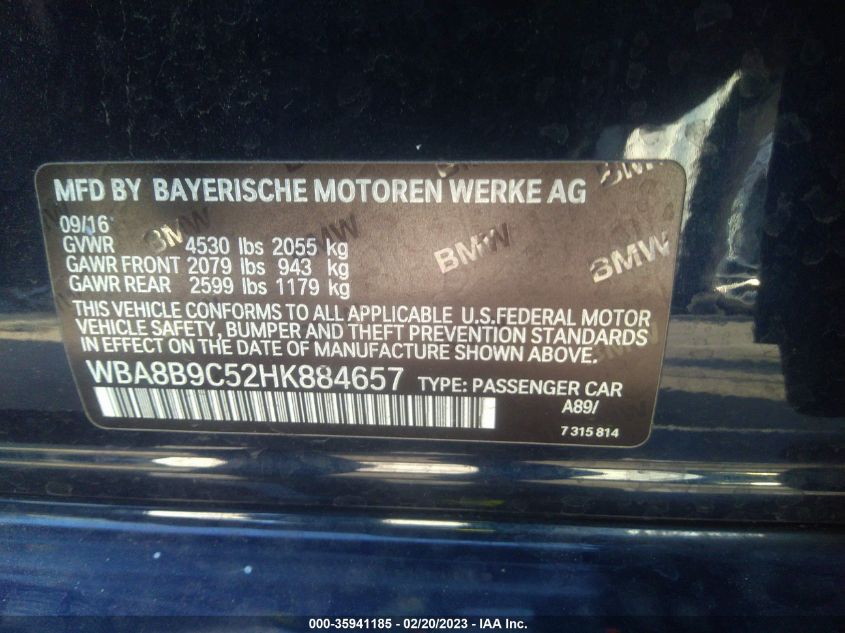 MFD BY BAYERISCHE MOTOREN WERKE AG
09/16
GVWR 4530 lbs 2055 kg
GAWR FRONT 2079 lbs 943 kg
GAWR REAR 2599 lbs 1179 kg
BMW BMW BMW
THIS VEHICLE CONFORMS TO ALL APPLICABLE U.S.FEDERAL MOTOR
VEHICLE SAFETY, BUMPER AND THEFT PREVENTION STANDARDS
IN EFFECT ON THE DATE OF MANUFACTURE SHOWN ABOVE.
WBA8B9C52HK884657 TYPE: PASSENGER CAR
A89/
7 315 814
000-35941185 - 02/20/2023 - IAA Inc.